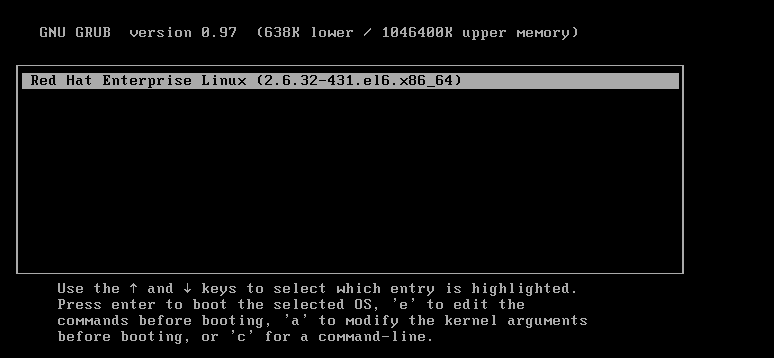 GNU GRUB  version 0.97  (638K lower / 1046400K upper memory)
Red Hat Enterprise Linux (2.6.32-431.el6.x86_64)
Use the ↑ and ↓ keys to select which entry is highlighted.
Press enter to boot the selected OS, 'e' to edit the
commands before booting, 'a' to modify the kernel arguments
before booting, or 'c' for a command-line.